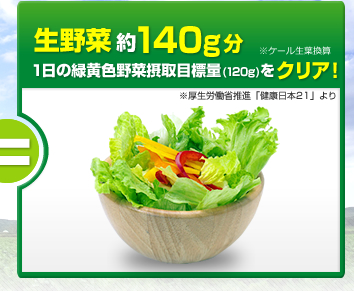 生野菜 約140g分 ※ケール生葉換算
1日の緑黄色野菜摂取目標量(120g)をクリア!
※厚生労働省推進「健康日本21」より